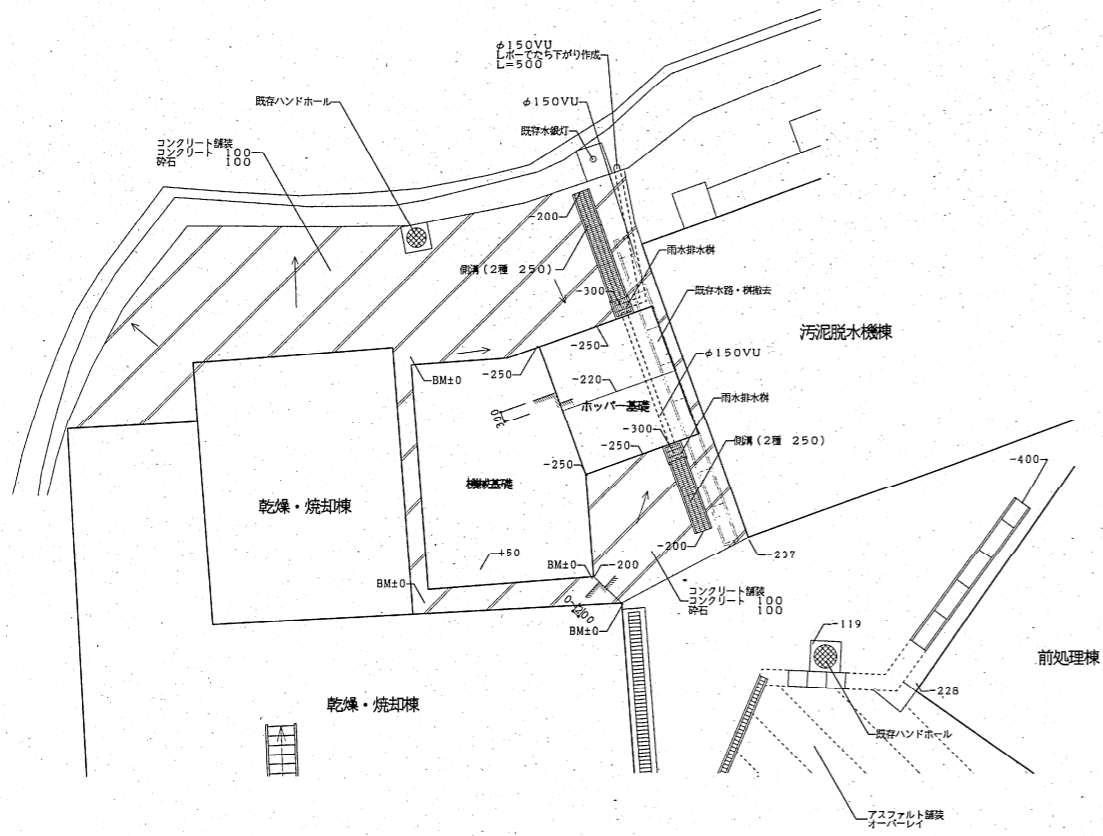 φ150VU
Lボーでたち下がり作成
L=500
既存ハンドホール
φ150VU
既存水銀灯
コンクリート舗装
コンクリート 100
砕石 100
-200
雨水排水桝
側溝(2種 250)
-300
既存水路・桝撤去
汚泥脱水機棟
-250
φ150VU
-250
BM±0
-220
雨水排水桝
ホッパー基礎
300
-300
-250
側溝(2種 250)
-250
-400
機械基礎
乾燥・焼却棟
-200
-237
+50
BM±0
-200
BM±0
コンクリート舗装
コンクリート 100
砕石 100
BM±0
-119
前処理棟
-228
乾燥・焼却棟
既存ハンドホール
アスファルト舗装
オーバーレイ